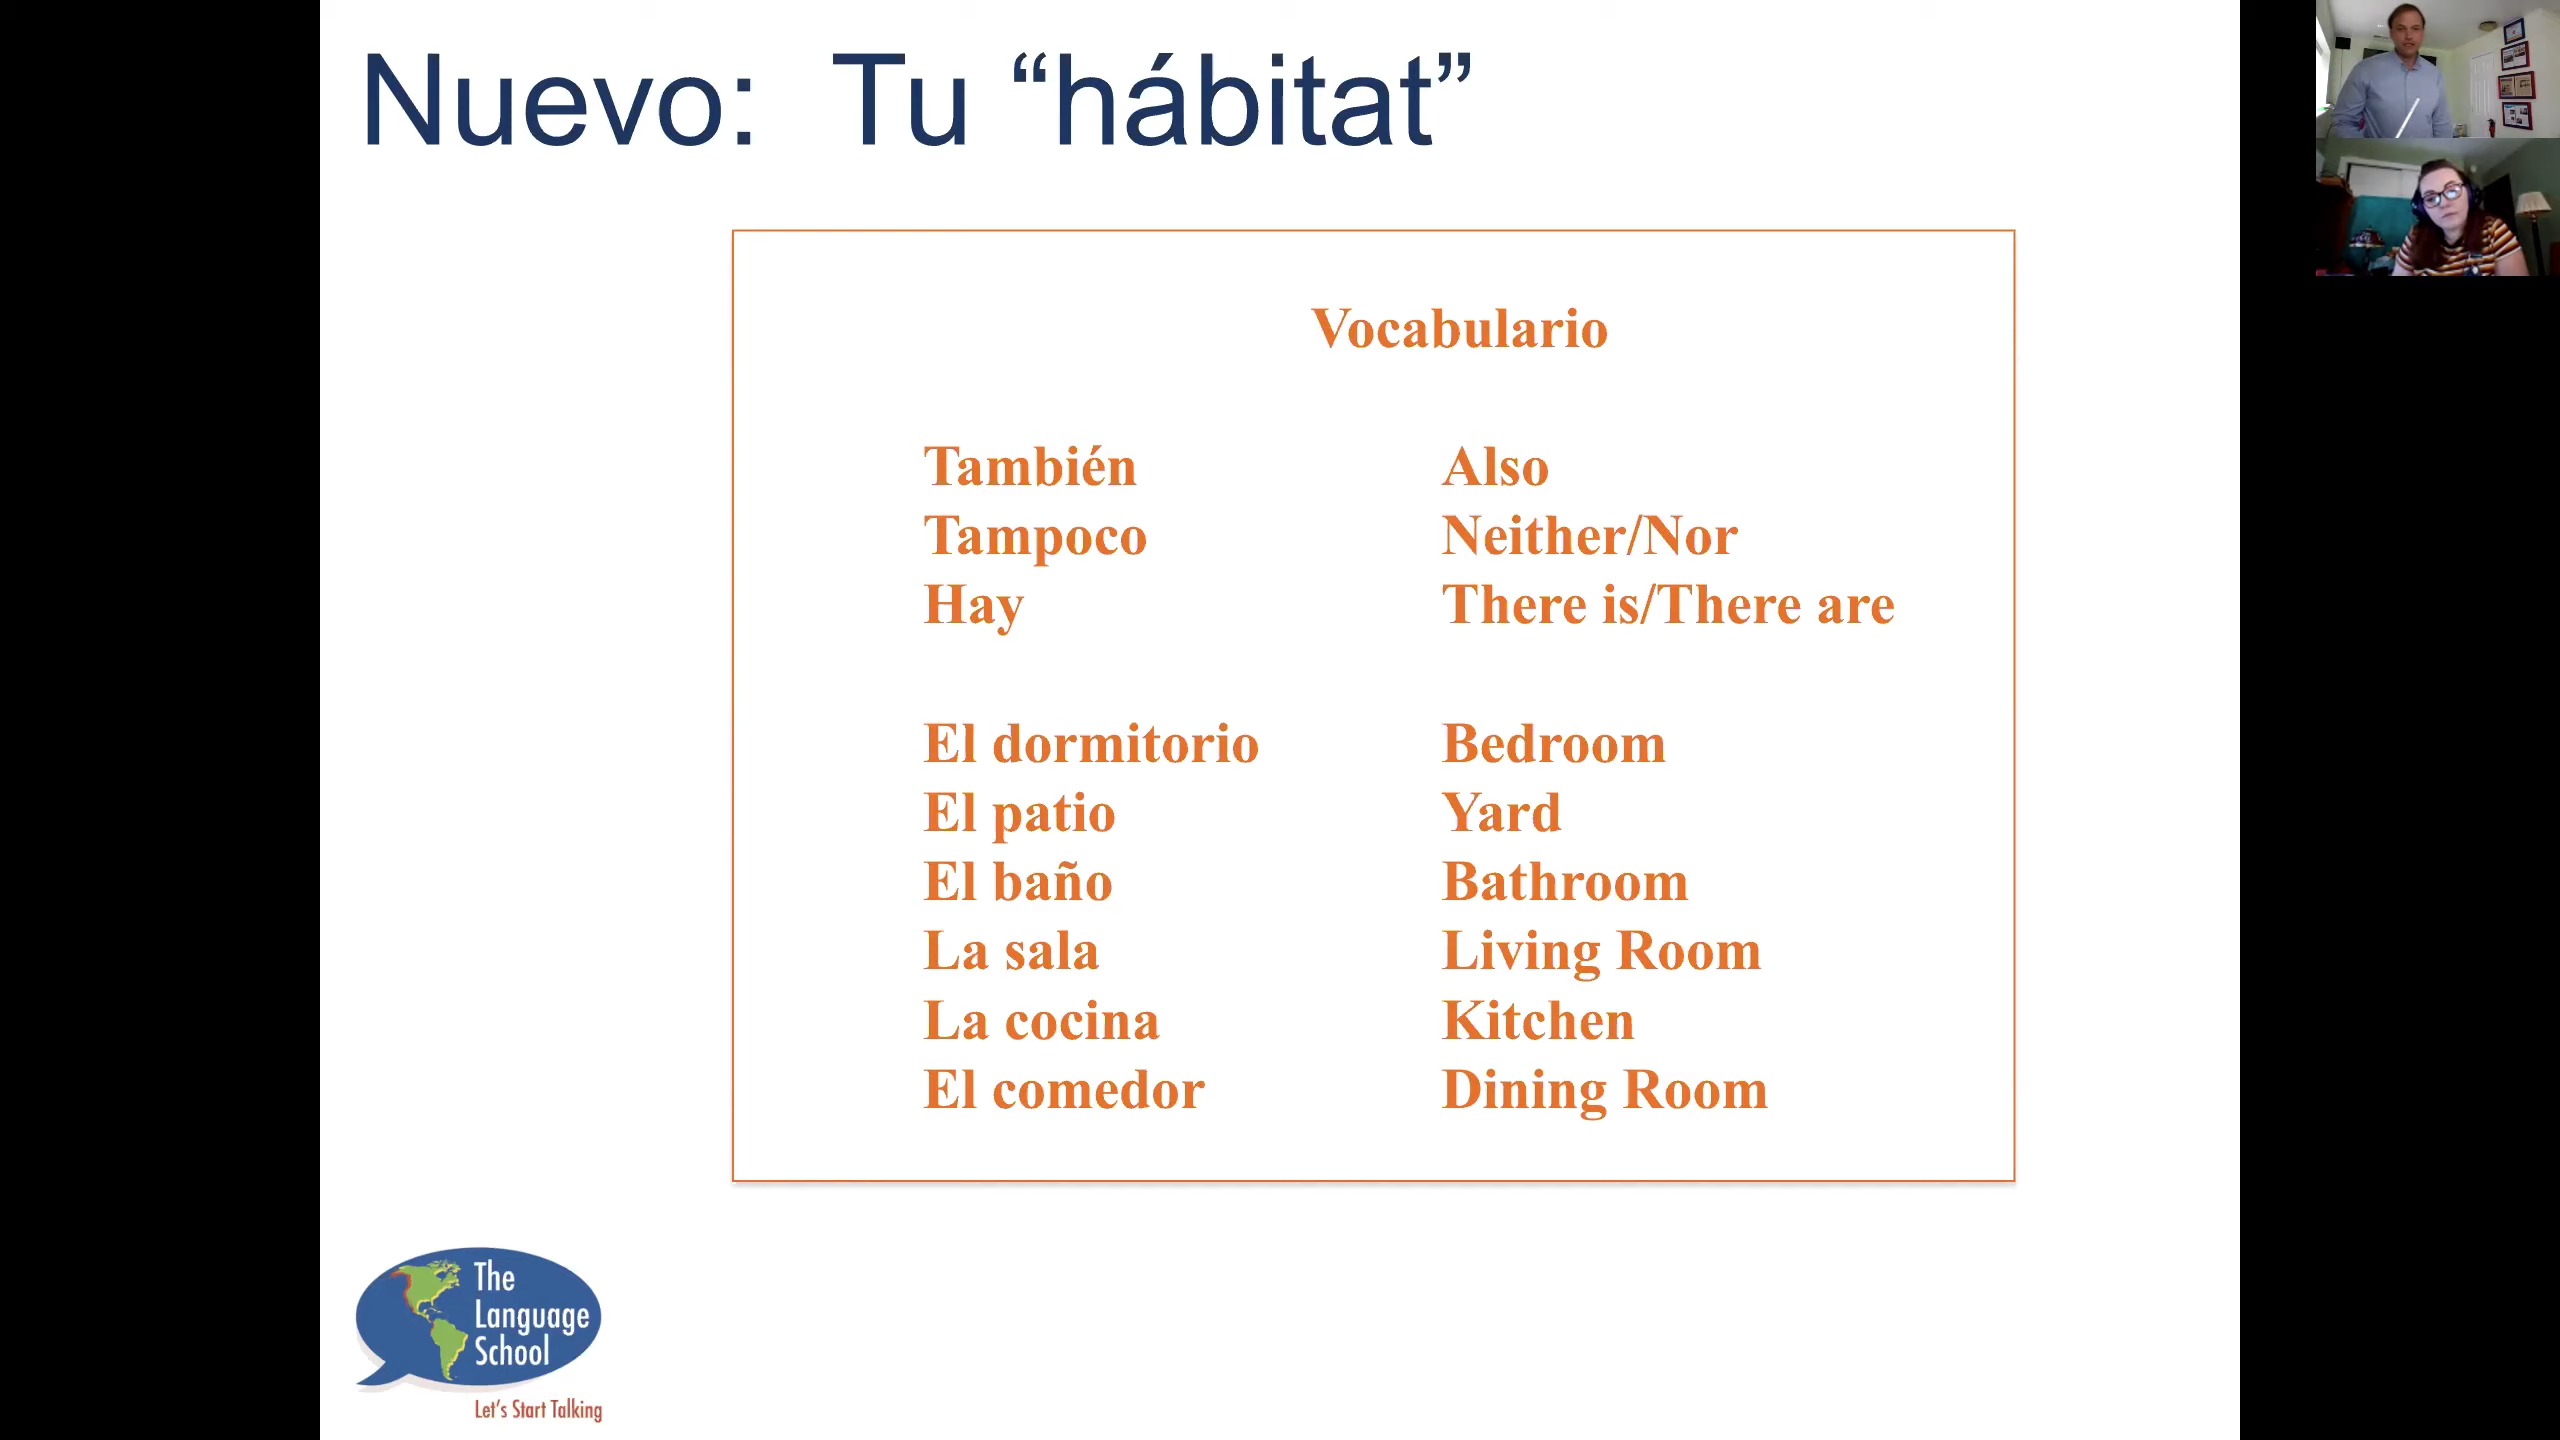 Nuevo: Tu “hábitat”
Vocabulario
También Also
Tampoco Neither/Nor
Hay There is/There are
El dormitorio Bedroom
El patio Yard
El baño Bathroom
La sala Living Room
La cocina Kitchen
El comedor Dining Room
The
Language
School
Let's Start Talking